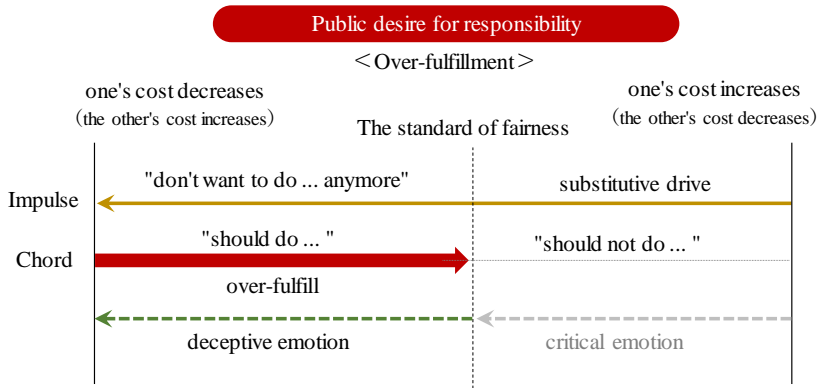 Public desire for responsibility
＜Over-fulfillment＞
one's cost decreases
（the other's cost increases）
one's cost increases
（the other's cost decreases）
The standard of fairness
"don't want to do ... anymore"
substitutive drive
Impulse
"should do ... "
"should not do ... "
Chord
over-fulfill
deceptive emotion
critical emotion